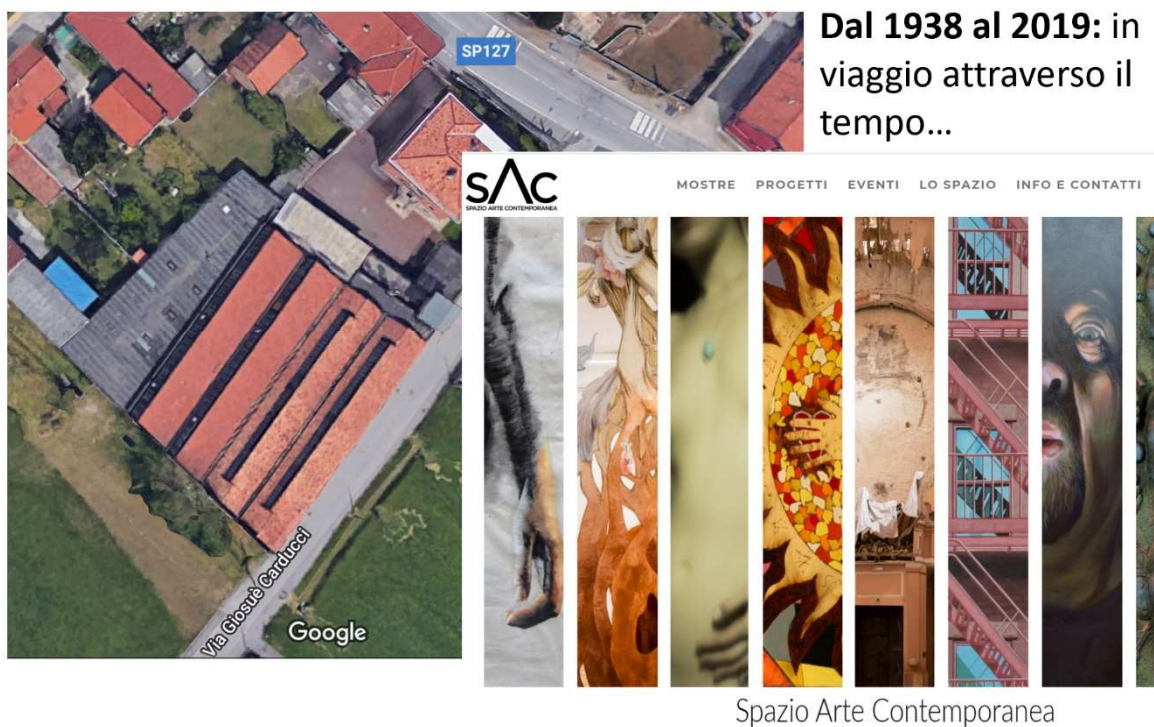 Dal 1938 al 2019: in
viaggio attraverso il
tempo...
SP127
Via Giosuè Carducci
Google
SAC
SPAZIO ARTE CONTEMPORANEA
MOSTRE PROGETTI EVENTI LO SPAZIO INFO E CONTATTI
Spazio Arte Contemporanea